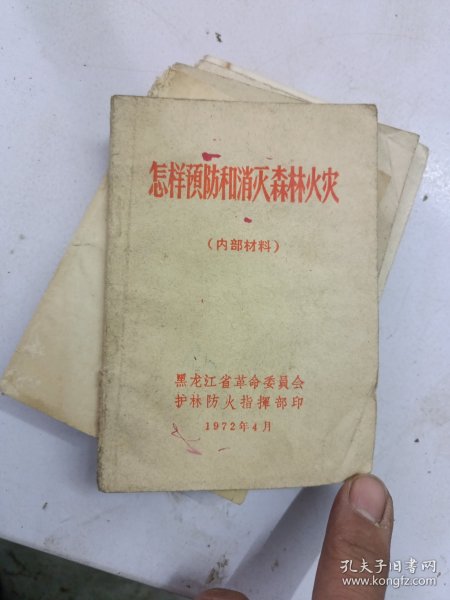 怎样预防和消灭森林火灾
（内部材料）
黑龙江省革命委員会
护林防火指揮部印
1972年4月
孔夫子旧书网
www.kongfz.com